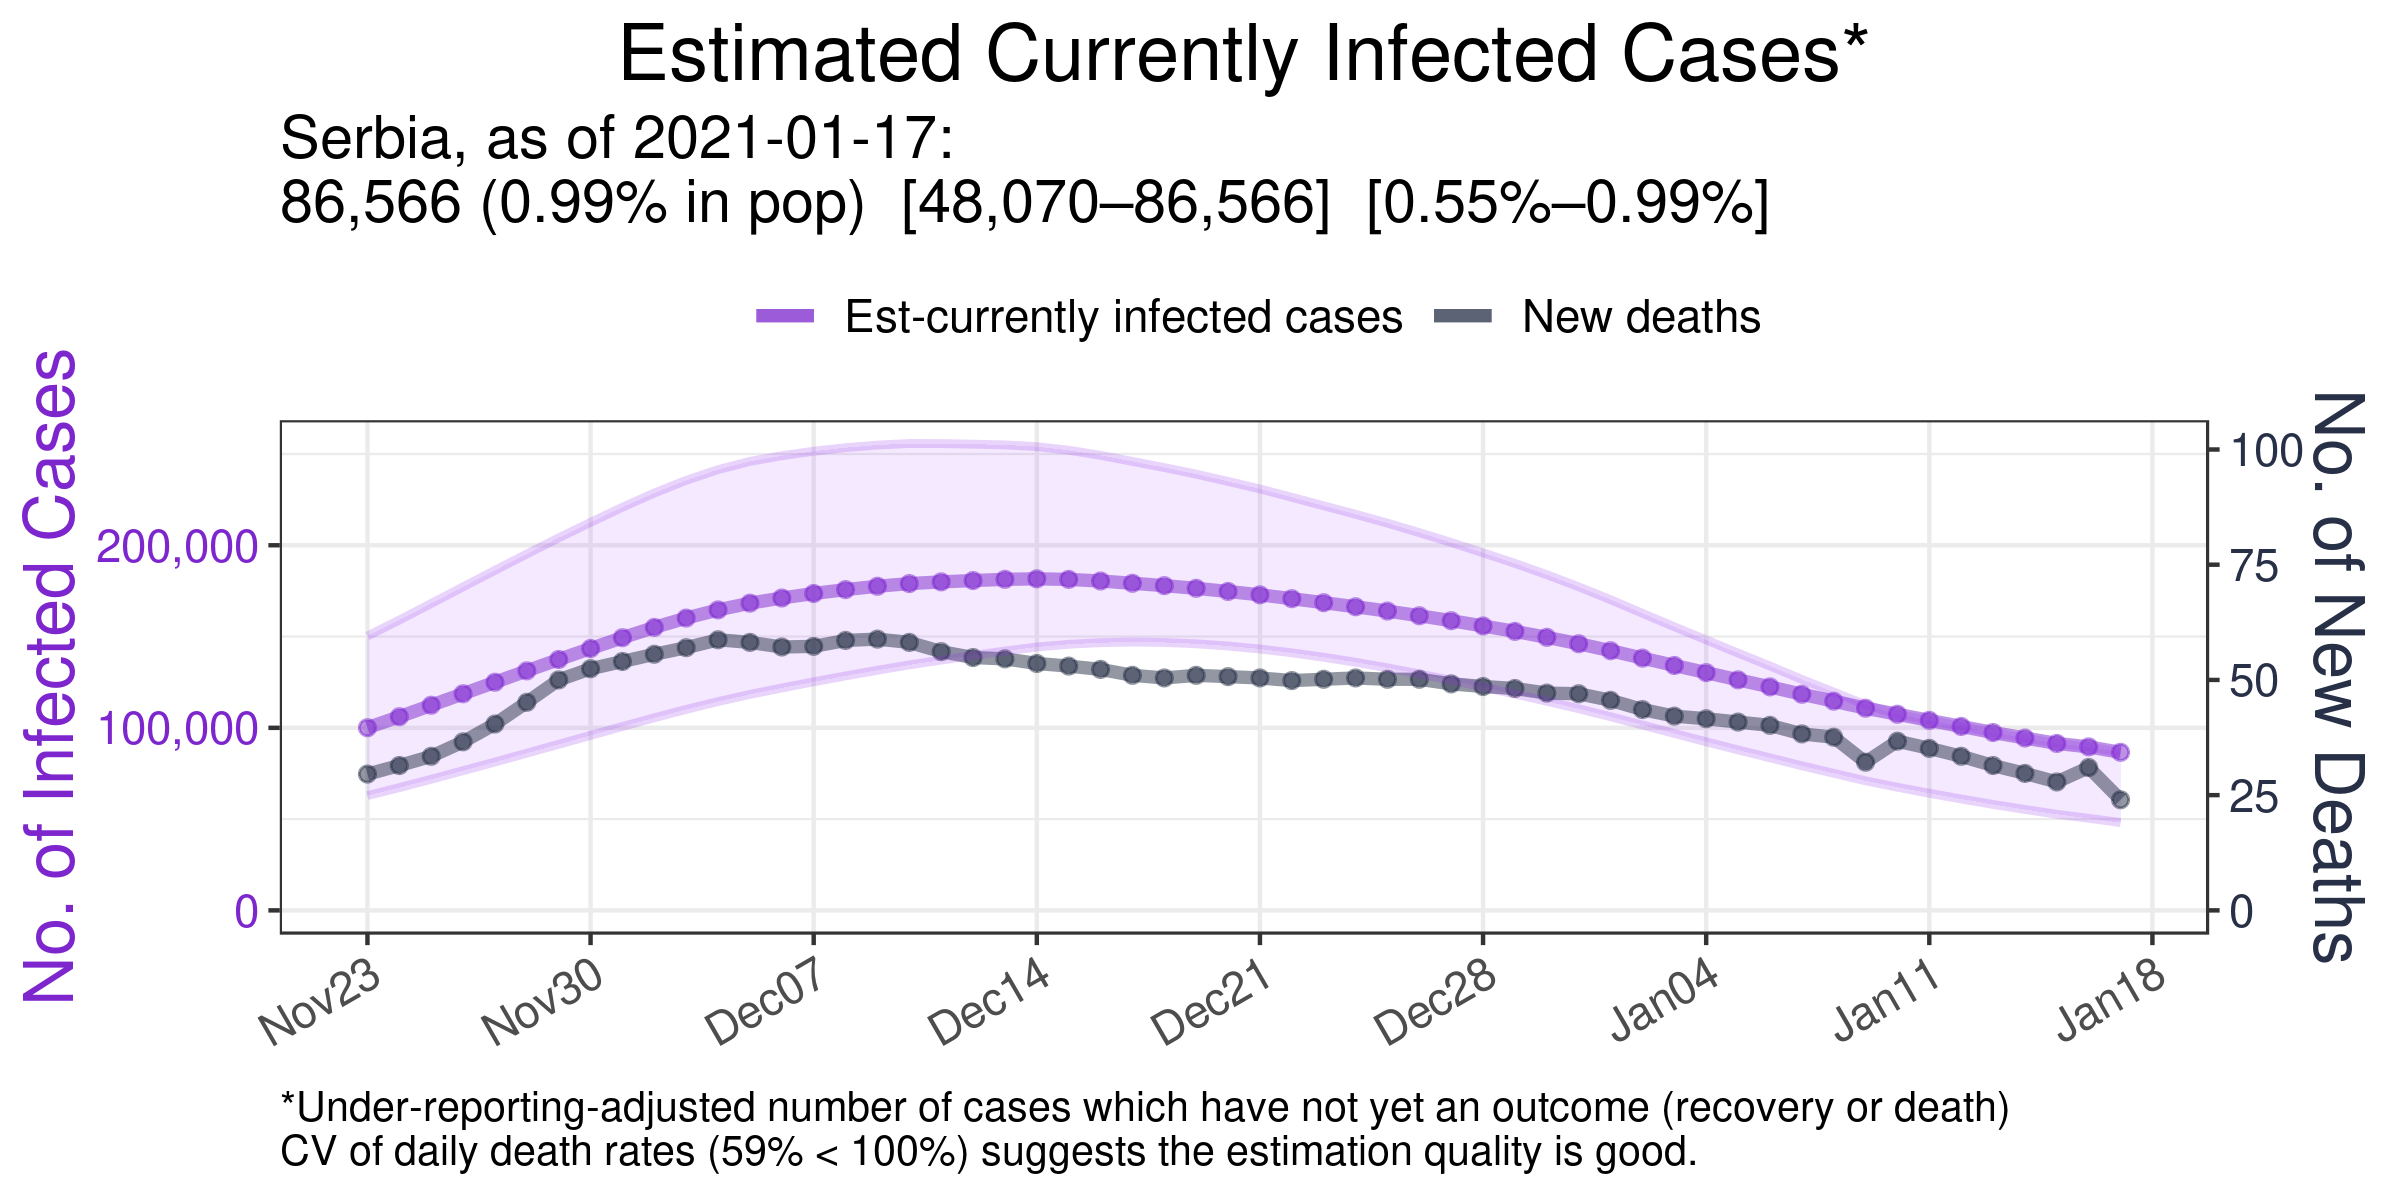 Estimated Currently Infected Cases*
Serbia, as of 2021-01-17:
86,566 (0.99% in pop)  [48,070–86,566]  [0.55%–0.99%]
Est-currently infected cases
New deaths
No. of Infected Cases
200,000
100,000
0
100
75
50
25
0
No. of New Deaths
Nov23
Nov30
Dec07
Dec14
Dec21
Dec28
Jan04
Jan11
Jan18
*Under-reporting-adjusted number of cases which have not yet an outcome (recovery or death)
CV of daily death rates (59% < 100%) suggests the estimation quality is good.